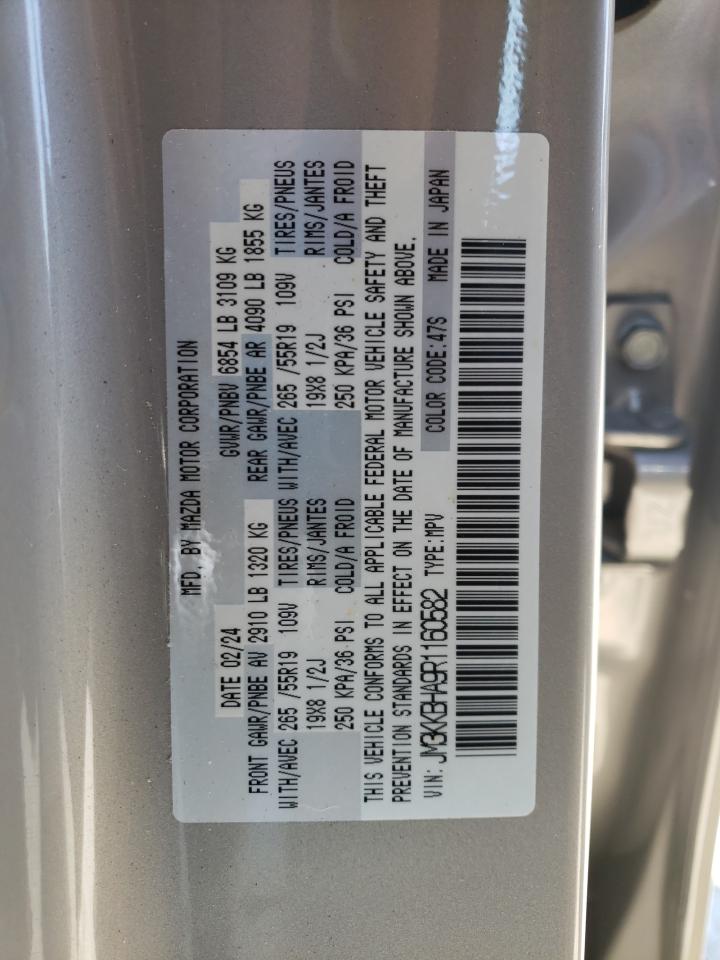 MFD. BY MAZDA MOTOR CORPORATION
DATE 02/24 GVWR/PNBV 6854 LB 3109 KG
FRONT GAWR/PNBE AV 2910 LB 1320 KG REAR GAWR/PNBE AR 4090 LB 1855 KG
WITH/AVEC 265 /55R19 109V TIRES/PNEUS WITH/AVEC 265 /55R19 109V TIRES/PNEUS
19X8 1/2J RIMS/JANTES 19X8 1/2J RIMS/JANTES
250 KPA/36 PSI COLD/A FROID 250 KPA/36 PSI COLD/A FROID
THIS VEHICLE CONFORMS TO ALL APPLICABLE FEDERAL MOTOR VEHICLE SAFETY AND THEFT
PREVENTION STANDARDS IN EFFECT ON THE DATE OF MANUFACTURE SHOWN ABOVE.
VIN: JM3KKBHA9R1160582 TYPE:MPV COLOR CODE:47S MADE IN JAPAN